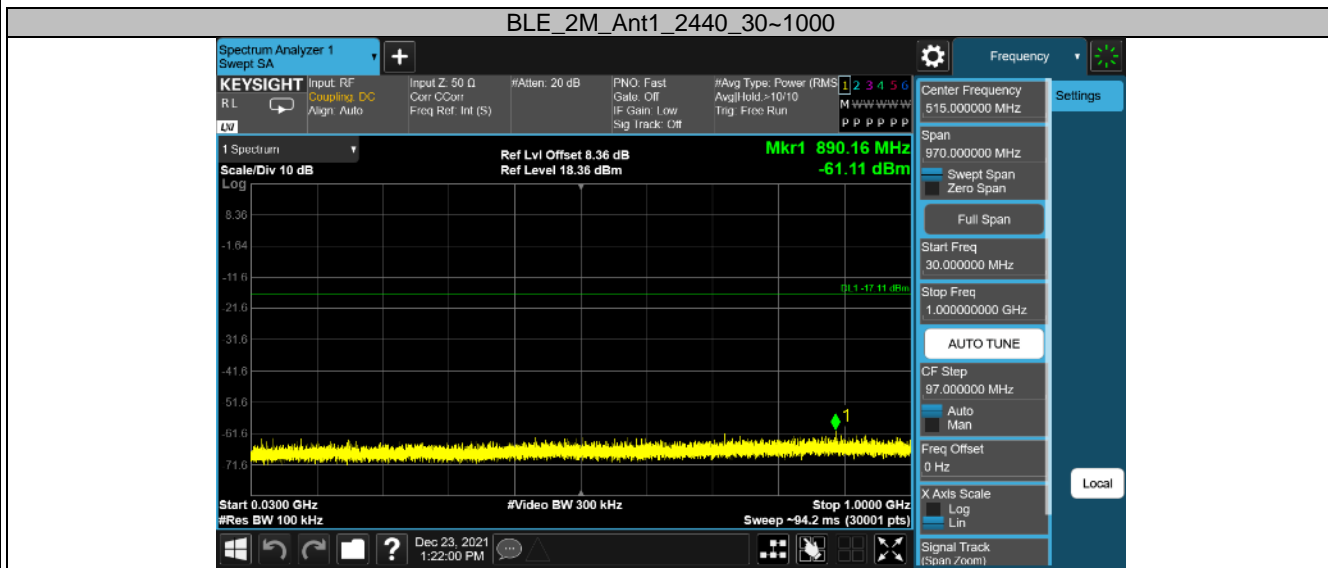 BLE_2M_Ant1_2440_30~1000
Spectrum Analyzer 1
Swept SA
+
Frequency
KEYSIGHT
R L
LXI
Input: RF
Coupling: DC
Align: Auto
Input Z: 50 Ω
Corr CCorr
Freq Ref: Int (S)
#Atten: 20 dB
PNO: Fast
Gate: Off
IF Gain: Low
Sig Track: Off
#Avg Type: Power (RMS
Avg|Hold:>10/10
Trig: Free Run
1 2 3 4 5 6
M W W W W W
P P P P P P
1 Spectrum
Scale/Div 10 dB
Log
Ref Lvl Offset 8.36 dB
Ref Level 18.36 dBm
Mkr1 890.16 MHz
-61.11 dBm
8.36
-1.64
-11.6
DL1 -17.11 dBm
-21.6
-31.6
-41.6
-51.6
1
-61.6
-71.6
Start 0.0300 GHz
#Res BW 100 kHz
#Video BW 300 kHz
Stop 1.0000 GHz
Sweep ~94.2 ms (30001 pts)
?
Dec 23, 2021
1:22:00 PM
Center Frequency
515.000000 MHz
Span
970.000000 MHz
Swept Span
Zero Span
Full Span
Start Freq
30.000000 MHz
Stop Freq
1.000000000 GHz
AUTO TUNE
CF Step
97.000000 MHz
Auto
Man
Freq Offset
0 Hz
X Axis Scale
Log
Lin
Signal Track
(Span Zoom)
Settings
Local